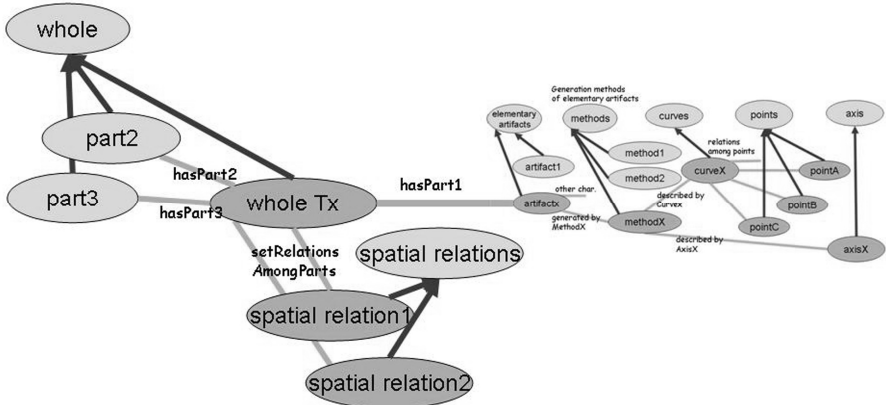 whole
part2
part3
hasPart2
hasPart3
whole Tx
hasPart1
setRelations
AmongParts
spatial relations
spatial relation1
spatial relation2
Generation methods
of elementary artifacts
elementary
artifacts
methods
curves
points
axis
artifact1
method1
method2
relations
among points
curveX
pointA
other char.
artifactx
generated by
MethodX
methodX
described by
Curvex
pointB
pointC
described by
AxisX
axisX